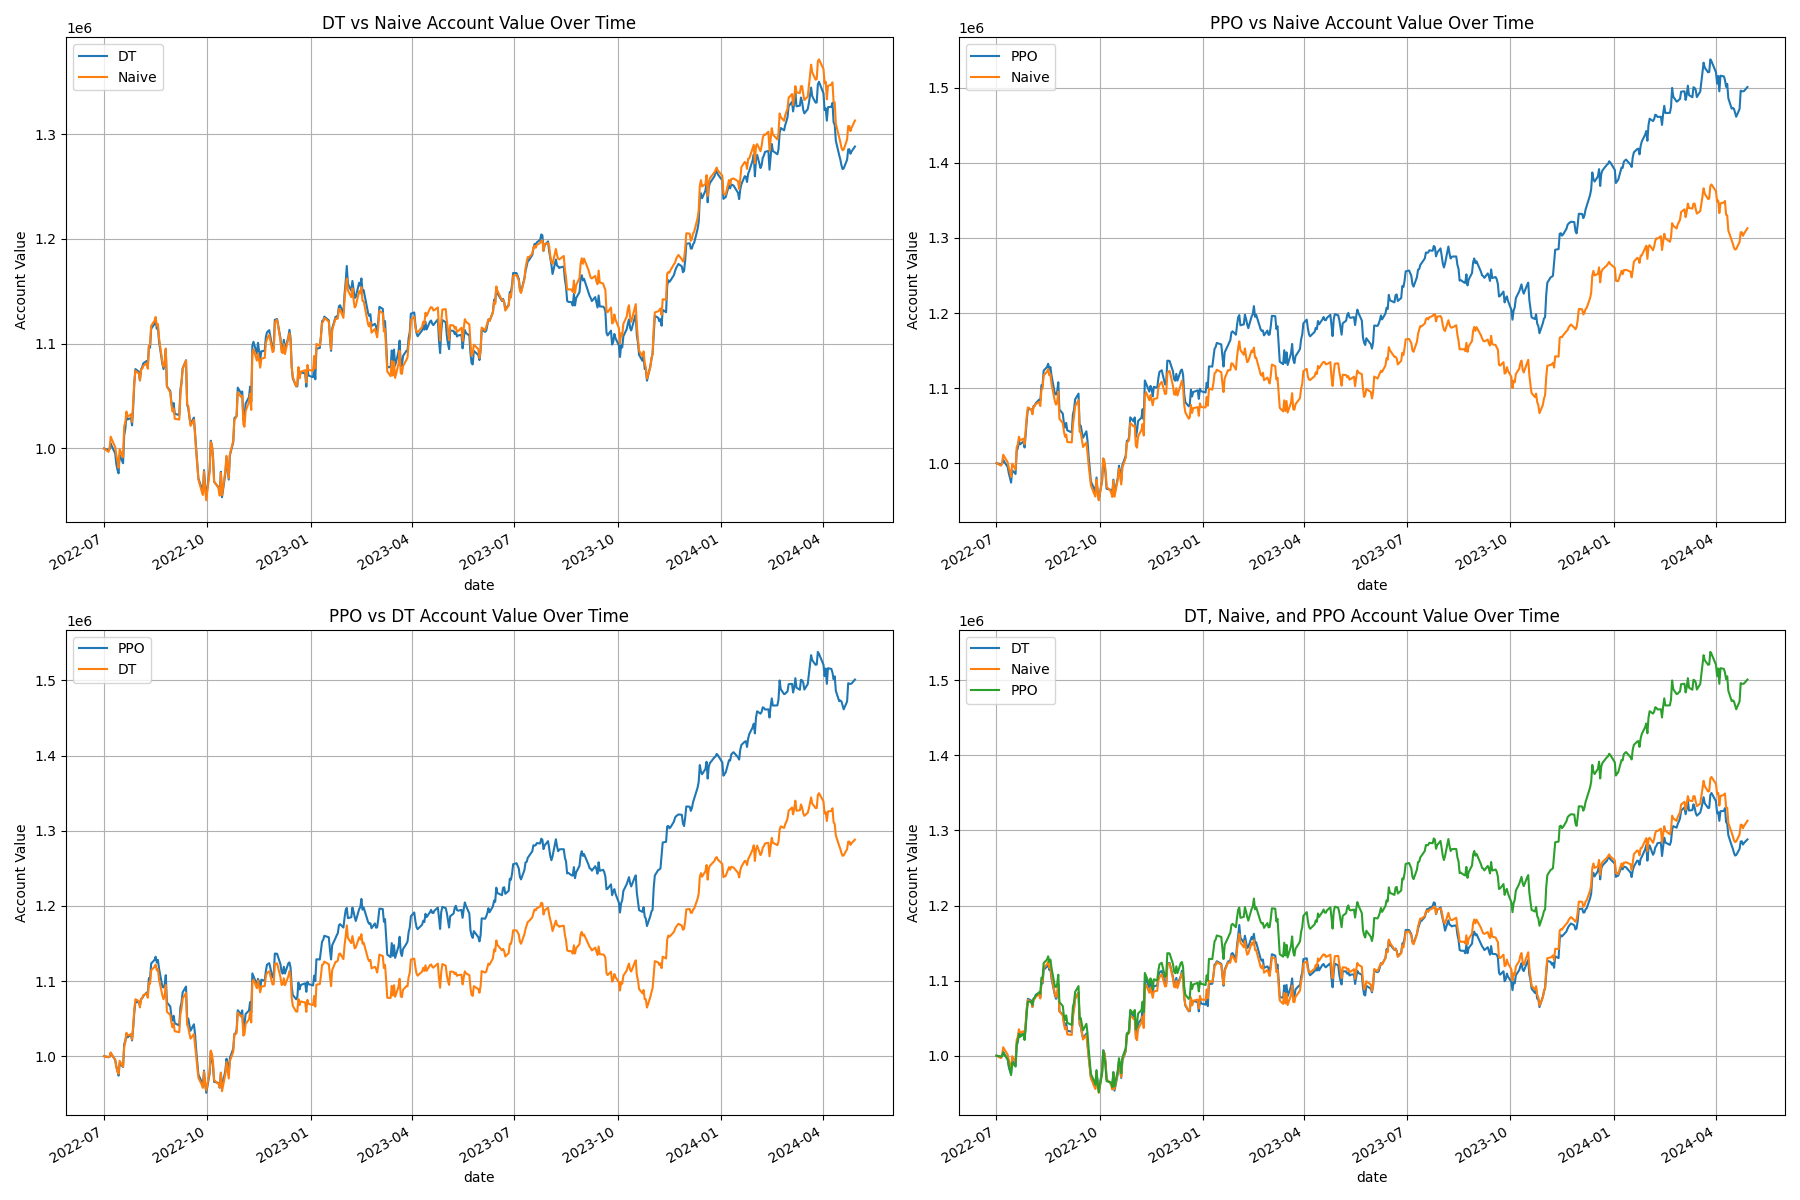 DT vs Naive Account Value Over Time
1e6
DT
Naive
1.3
1.2
1.1
1.0
Account Value
2022-07
2022-10
2023-01
2023-04
2023-07
2023-10
2024-01
2024-04
date
PPO vs Naive Account Value Over Time
1e6
PPO
Naive
1.5
1.4
1.3
1.2
1.1
1.0
Account Value
2022-07
2022-10
2023-01
2023-04
2023-07
2023-10
2024-01
2024-04
date
PPO vs DT Account Value Over Time
1e6
PPO
DT
1.5
1.4
1.3
1.2
1.1
1.0
Account Value
2022-07
2022-10
2023-01
2023-04
2023-07
2023-10
2024-01
2024-04
date
DT, Naive, and PPO Account Value Over Time
1e6
DT
Naive
PPO
1.5
1.4
1.3
1.2
1.1
1.0
Account Value
2022-07
2022-10
2023-01
2023-04
2023-07
2023-10
2024-01
2024-04
date